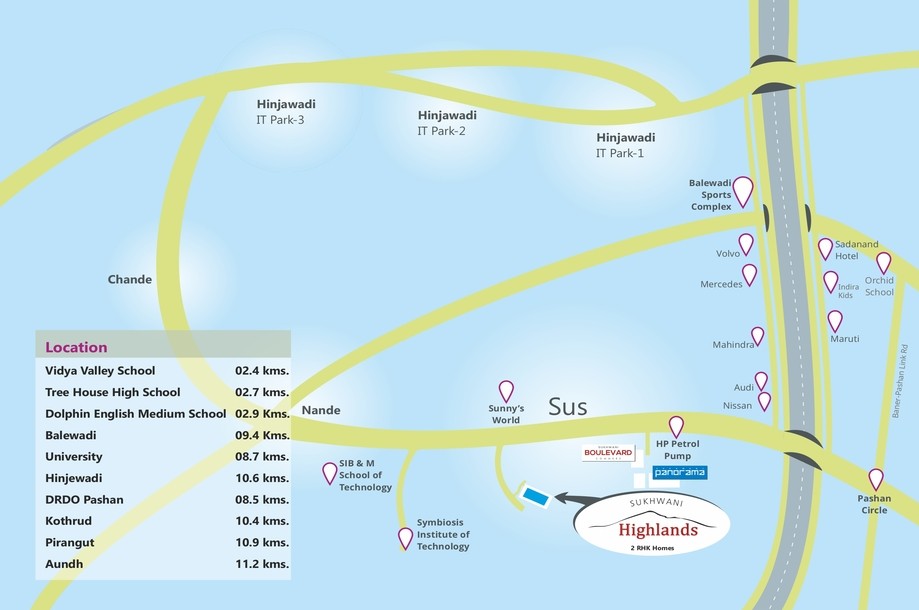 Hinjawadi
IT Park-3
Hinjawadi
IT Park-2
Hinjawadi
IT Park-1
Balewadi
Sports
Complex
Volvo
Mercedes
Mahindra
Audi
Nissan
Sadanand
Hotel
Orchid
School
Indira
Kids
Maruti
Baner-Pashan Link Rd
Chande
Location
Vidya Valley School 02.4 kms.
Tree House High School 02.7 kms.
Dolphin English Medium School 02.9 Kms.
Balewadi 09.4 Kms.
University 08.7 kms.
Hinjewadi 10.6 kms.
DRDO Pashan 08.5 kms.
Kothrud 10.4 kms.
Pirangut 10.9 kms.
Aundh 11.2 kms.
Nande
Sunny's
World
Sus
HP Petrol
Pump
BOULEVARD
panorama
SIB & M
School of
Technology
Symbiosis
Institute of
Technology
SUKHWANI
Highlands
2 RHK Homes
Pashan
Circle